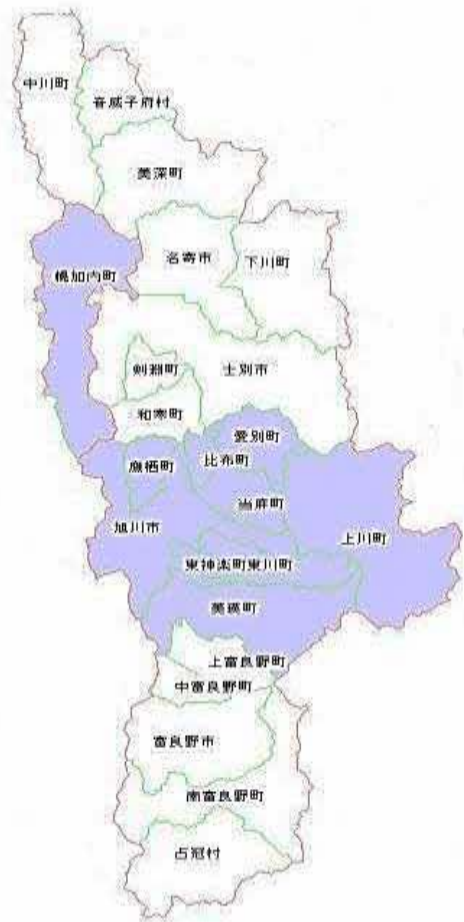 中川町
音威子府村
美深町
名寄市
下川町
幌加内町
剣淵町
士別市
和寒町
愛別町
比布町
鷹栖町
当麻町
旭川市
上川町
東神楽町東川町
美瑛町
上富良野町
中富良野町
富良野市
南富良野町
占冠村